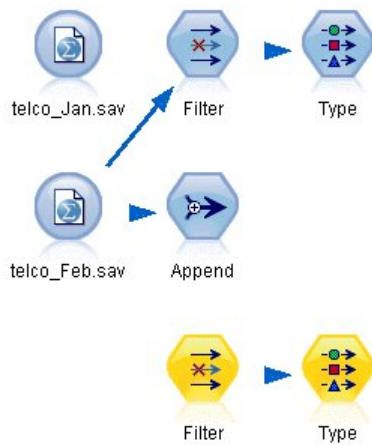 telco_Jan.sav
Filter
Type
telco_Feb.sav
Append
Filter
Type